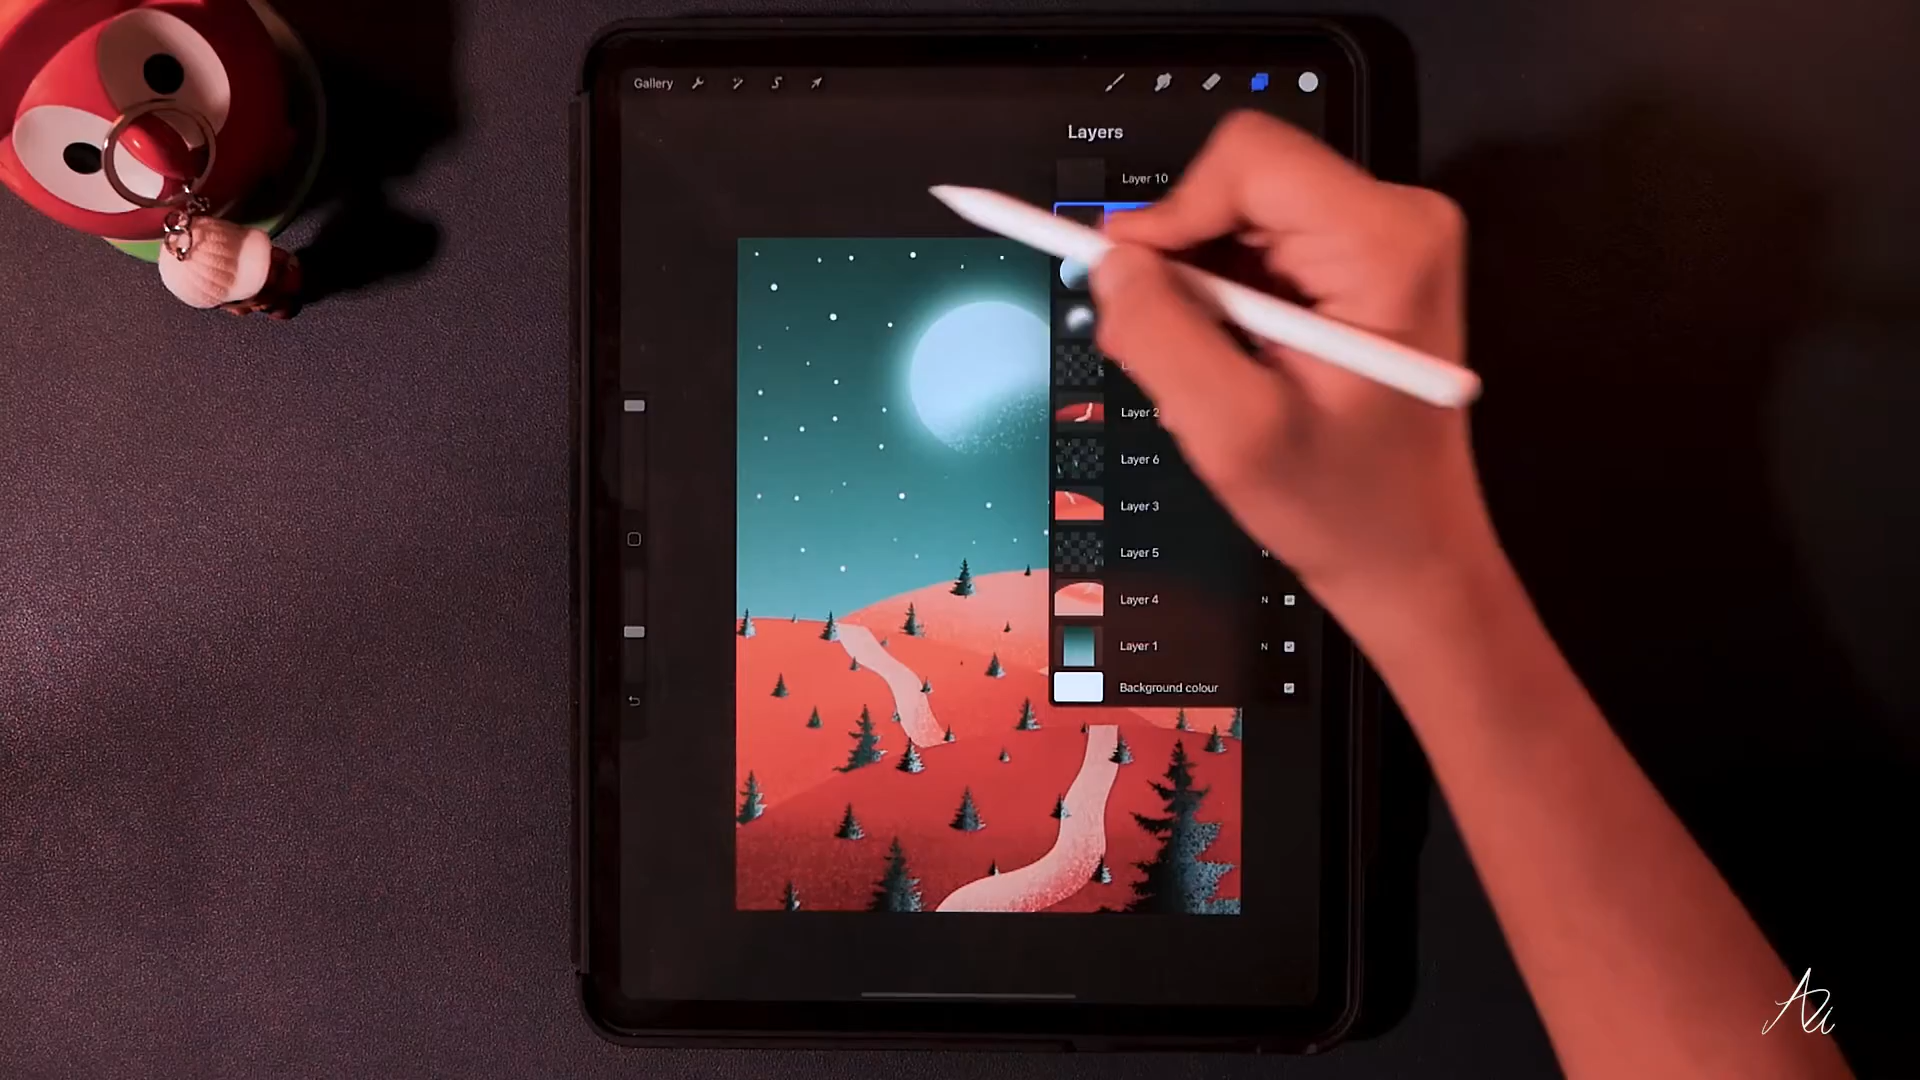 Gallery
Layers
Layer 10
Layer 2
Layer 6
Layer 3
Layer 5
N
Layer 4
N
Layer 1
N
Background colour